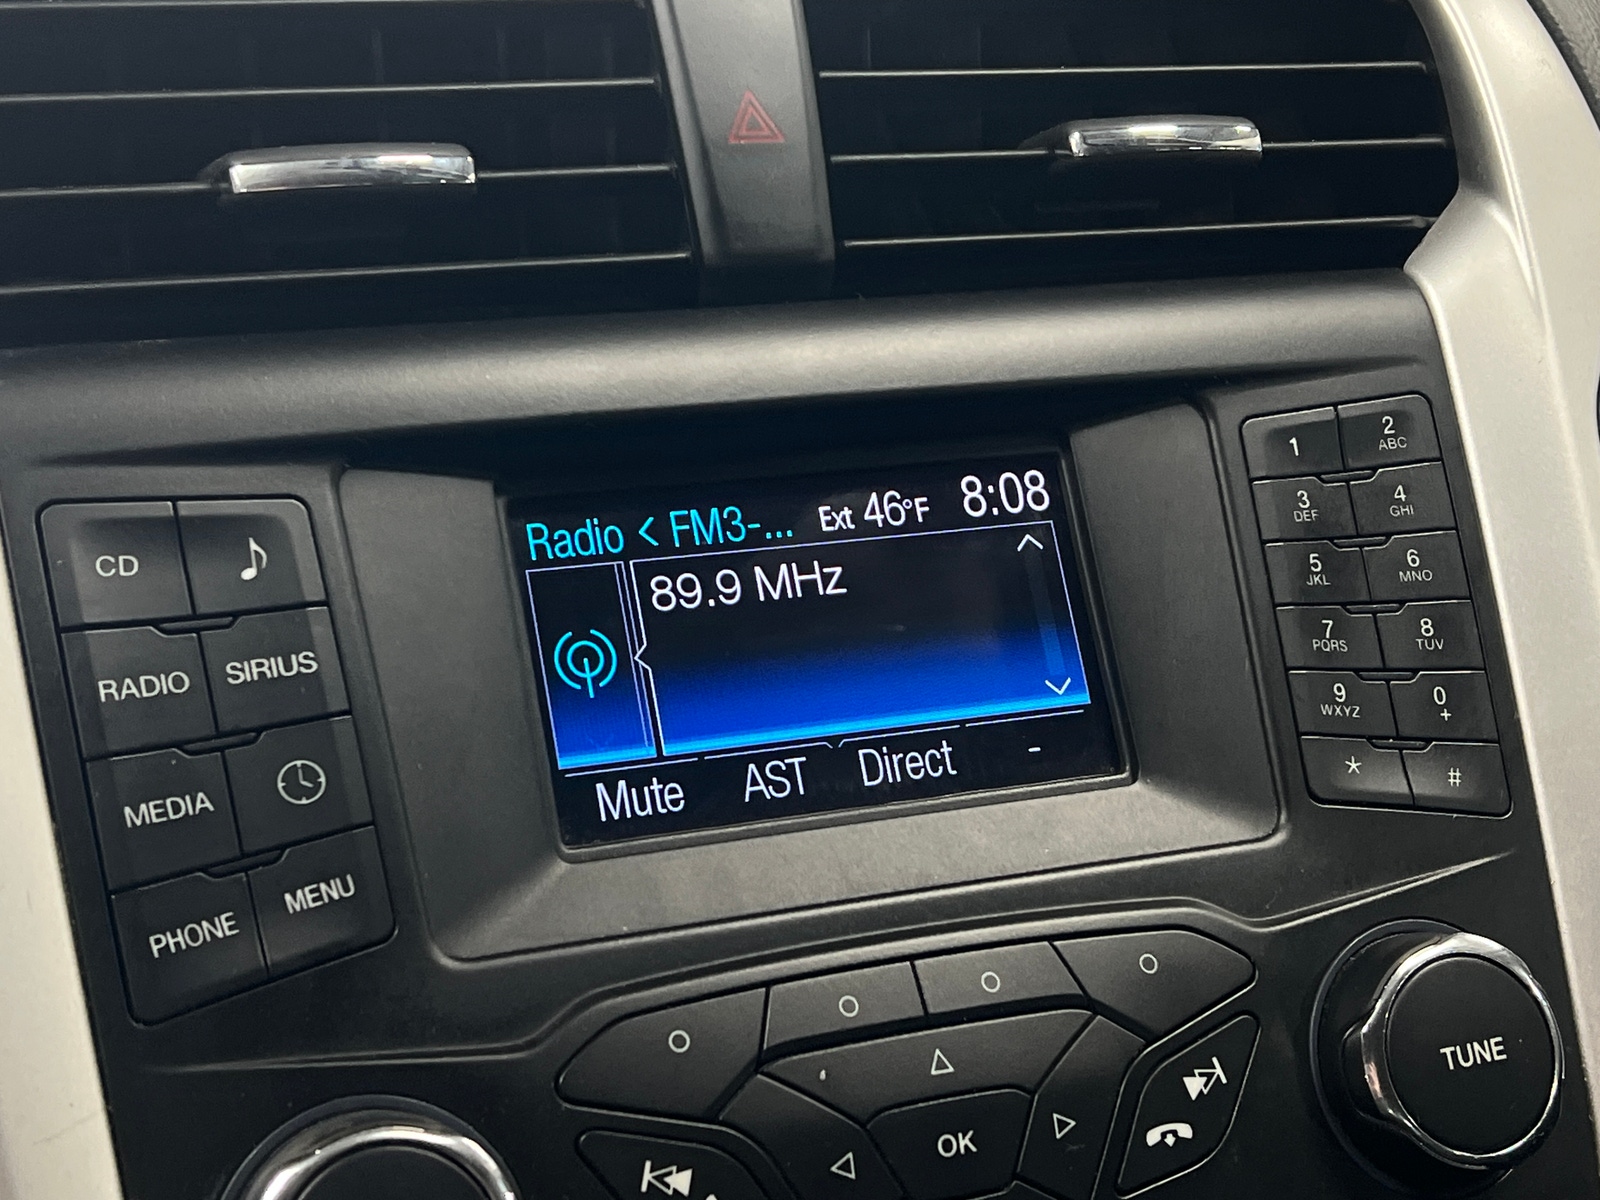 Radio < FM3-... Ext 46°F 8:08
89.9 MHz
Mute AST Direct -
CD
RADIO SIRIUS
MEDIA
PHONE MENU
1 2 ABC
3 DEF 4 GHI
5 JKL 6 MNO
7 PQRS 8 TUV
9 WXYZ 0 +
* #
OK
TUNE